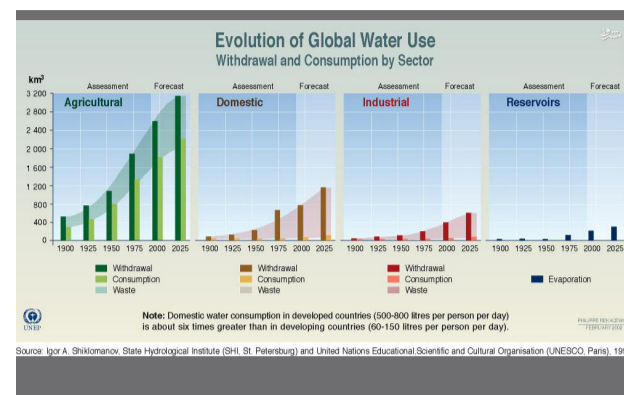 Evolution of Global Water Use
Withdrawal and Consumption by Sector
km³
Assessment Forecast Assessment Forecast Assessment Forecast Assessment Forecast
3 200
2 800
2 400
2 000
1 600
1 200
800
400
0
Agricultural Domestic Industrial Reservoirs
1900 1925 1950 1975 2000 2025 1900 1925 1950 1975 2000 2025 1900 1925 1950 1975 2000 2025 1900 1925 1950 1975 2000 2025
Withdrawal Withdrawal Withdrawal
Consumption Consumption Consumption Evaporation
Waste Waste Waste
UNEP
Note: Domestic water consumption in developed countries (500-800 litres per person per day)
is about six times greater than in developing countries (60-150 litres per person per day).
FEBRUARY 2002
Source: Igor A. Shiklomanov, State Hydrological Institute (SHI, St. Petersburg) and United Nations Educational.Scientific and Cultural Organisation (UNESCO, Paris),